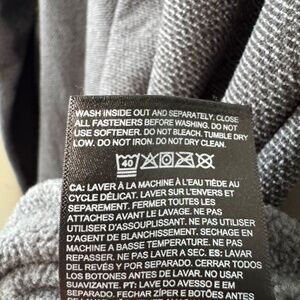 WASH INSIDE OUT AND SEPARATELY. CLOSE
ALL FASTENERS BEFORE WASHING. DO NOT
USE SOFTENER. DO NOT BLEACH. TUMBLE DRY
LOW. DO NOT IRON. DO NOT DRY CLEAN.
40
CA: LAVER À LA MACHINE À L'EAU TIÈDE AU
CYCLE DÉLICAT. LAVER SUR L'ENVERS ET
SÉPAREMENT. FERMER TOUTES LES
ATTACHES AVANT LE LAVAGE. NE PAS
UTILISER D'ASSOUPLISSANT. NE PAS UTILISER
D'AGENT DE BLANCHISSEMENT. SÉCHAGE EN
MACHINE A BASSE TEMPERATURE. NE PAS
REPASSER. NE PAS LAVER A SEC. ES: LAVAR
DEL REVÉS Y POR SEPARADO. CERRAR TODOS
LOS BOTONES ANTES DE LAVAR. NO USAR
SUAVIZANTE. PT: LAVE DO AVESSO E EM
SEPARADO. FECHAR ZÍPER E BOTÕES ANTES